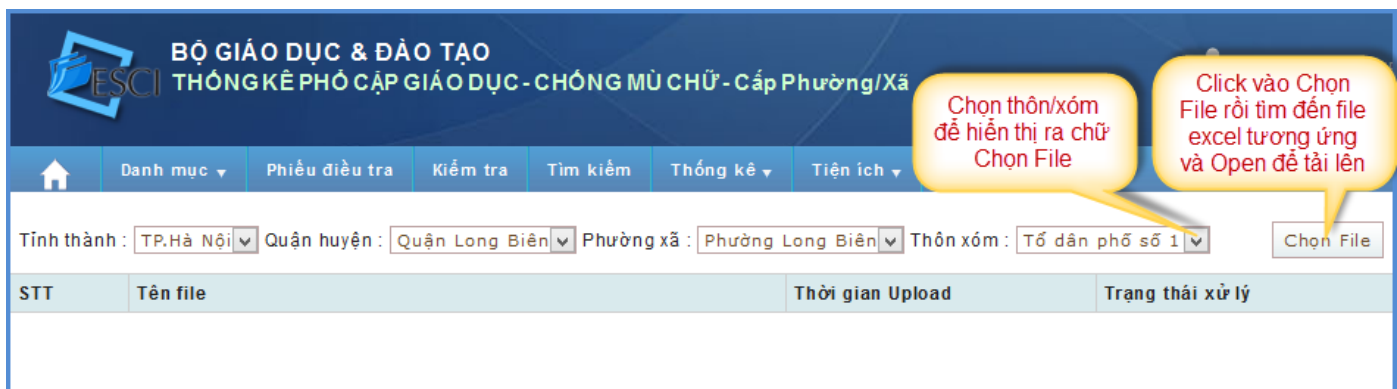 ESCI
BỘ GIÁO DỤC & ĐÀO TẠO
THỐNG KÊ PHỔ CẬP GIÁO DỤC - CHỐNG MÙ CHỮ - Cấp Phường/Xã
Chọn thôn/xóm
để hiển thị ra chữ
Chọn File
Click vào Chọn
File rồi tìm đến file
excel tương ứng
và Open để tải lên
Danh mục Phiếu điều tra Kiểm tra Tìm kiếm Thống kê Tiện ích
Tỉnh thành : TP.Hà Nội Quận huyện : Quận Long Biên Phường xã : Phường Long Biên Thôn xóm : Tổ dân phố số 1 Chọn File
STT Tên file Thời gian Upload Trạng thái xử lý